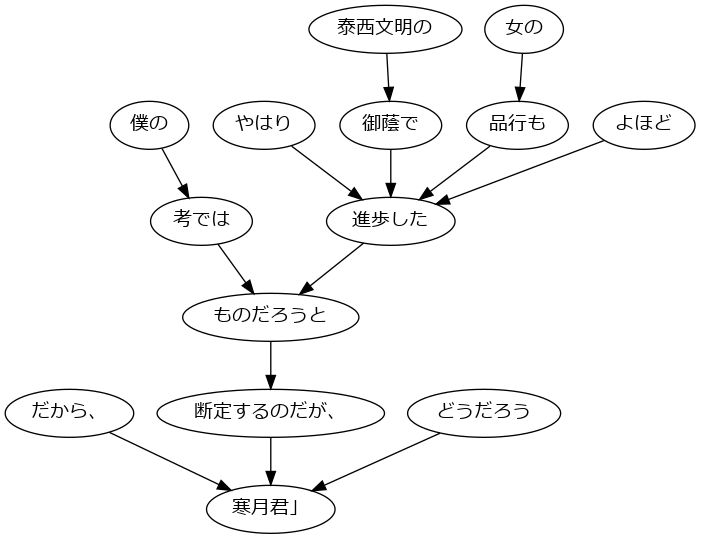 泰西文明の
女の
僕の
やはり
御蔭で
品行も
よほど
考では
進歩した
ものだろうと
だから、
断定するのだが、
どうだろう
寒月君」